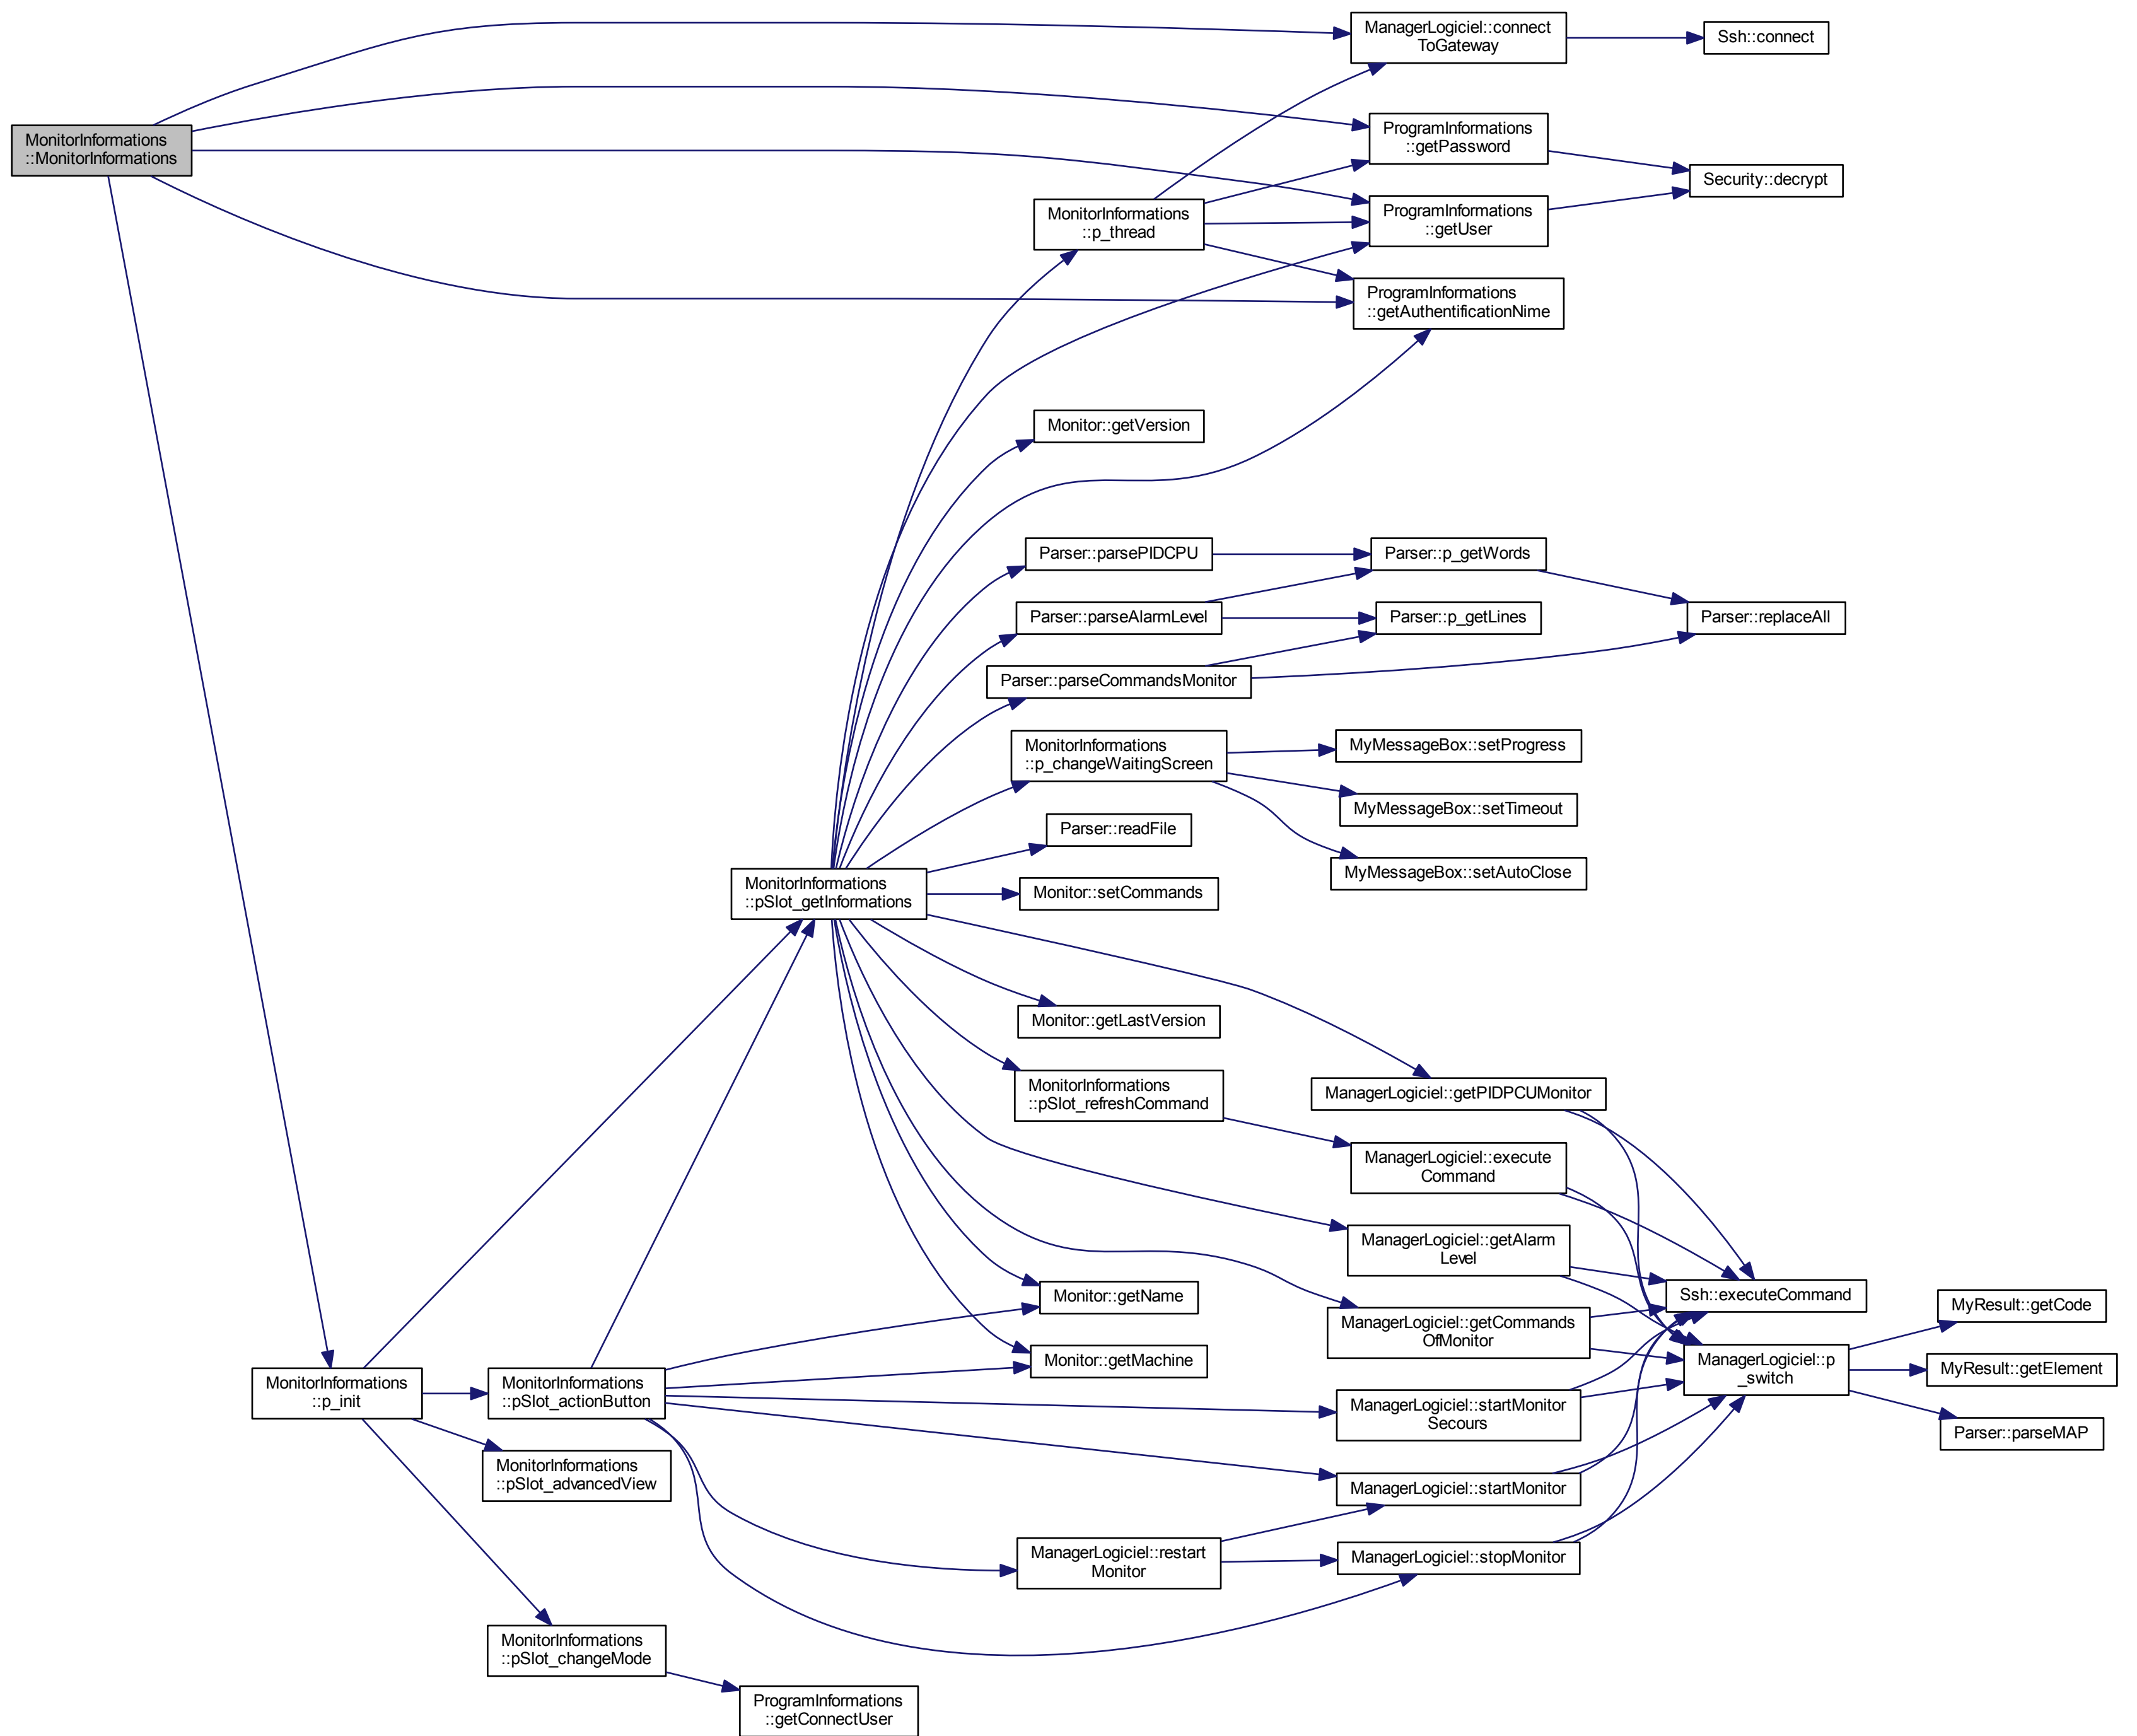 ManagerLogiciel::connect
ToGateway
Ssh::connect
MonitorInformations
::MonitorInformations
ProgramInformations
::getPassword
Security::decrypt
MonitorInformations
::p_thread
ProgramInformations
::getUser
ProgramInformations
::getAuthentificationNime
Monitor::getVersion
Parser::parsePIDCPU
Parser::p_getWords
Parser::parseAlarmLevel
Parser::p_getLines
Parser::replaceAll
Parser::parseCommandsMonitor
MonitorInformations
::p_changeWaitingScreen
MyMessageBox::setProgress
MyMessageBox::setTimeout
Parser::readFile
MyMessageBox::setAutoClose
MonitorInformations
::pSlot_getInformations
Monitor::setCommands
Monitor::getLastVersion
MonitorInformations
::pSlot_refreshCommand
ManagerLogiciel::getPIDPCUMonitor
ManagerLogiciel::execute
Command
ManagerLogiciel::getAlarm
Level
Monitor::getName
Ssh::executeCommand
ManagerLogiciel::getCommands
OfMonitor
MyResult::getCode
Monitor::getMachine
ManagerLogiciel::p
_switch
MyResult::getElement
MonitorInformations
::p_init
MonitorInformations
::pSlot_actionButton
ManagerLogiciel::startMonitor
Secours
Parser::parseMAP
MonitorInformations
::pSlot_advancedView
ManagerLogiciel::startMonitor
ManagerLogiciel::restart
Monitor
ManagerLogiciel::stopMonitor
MonitorInformations
::pSlot_changeMode
ProgramInformations
::getConnectUser